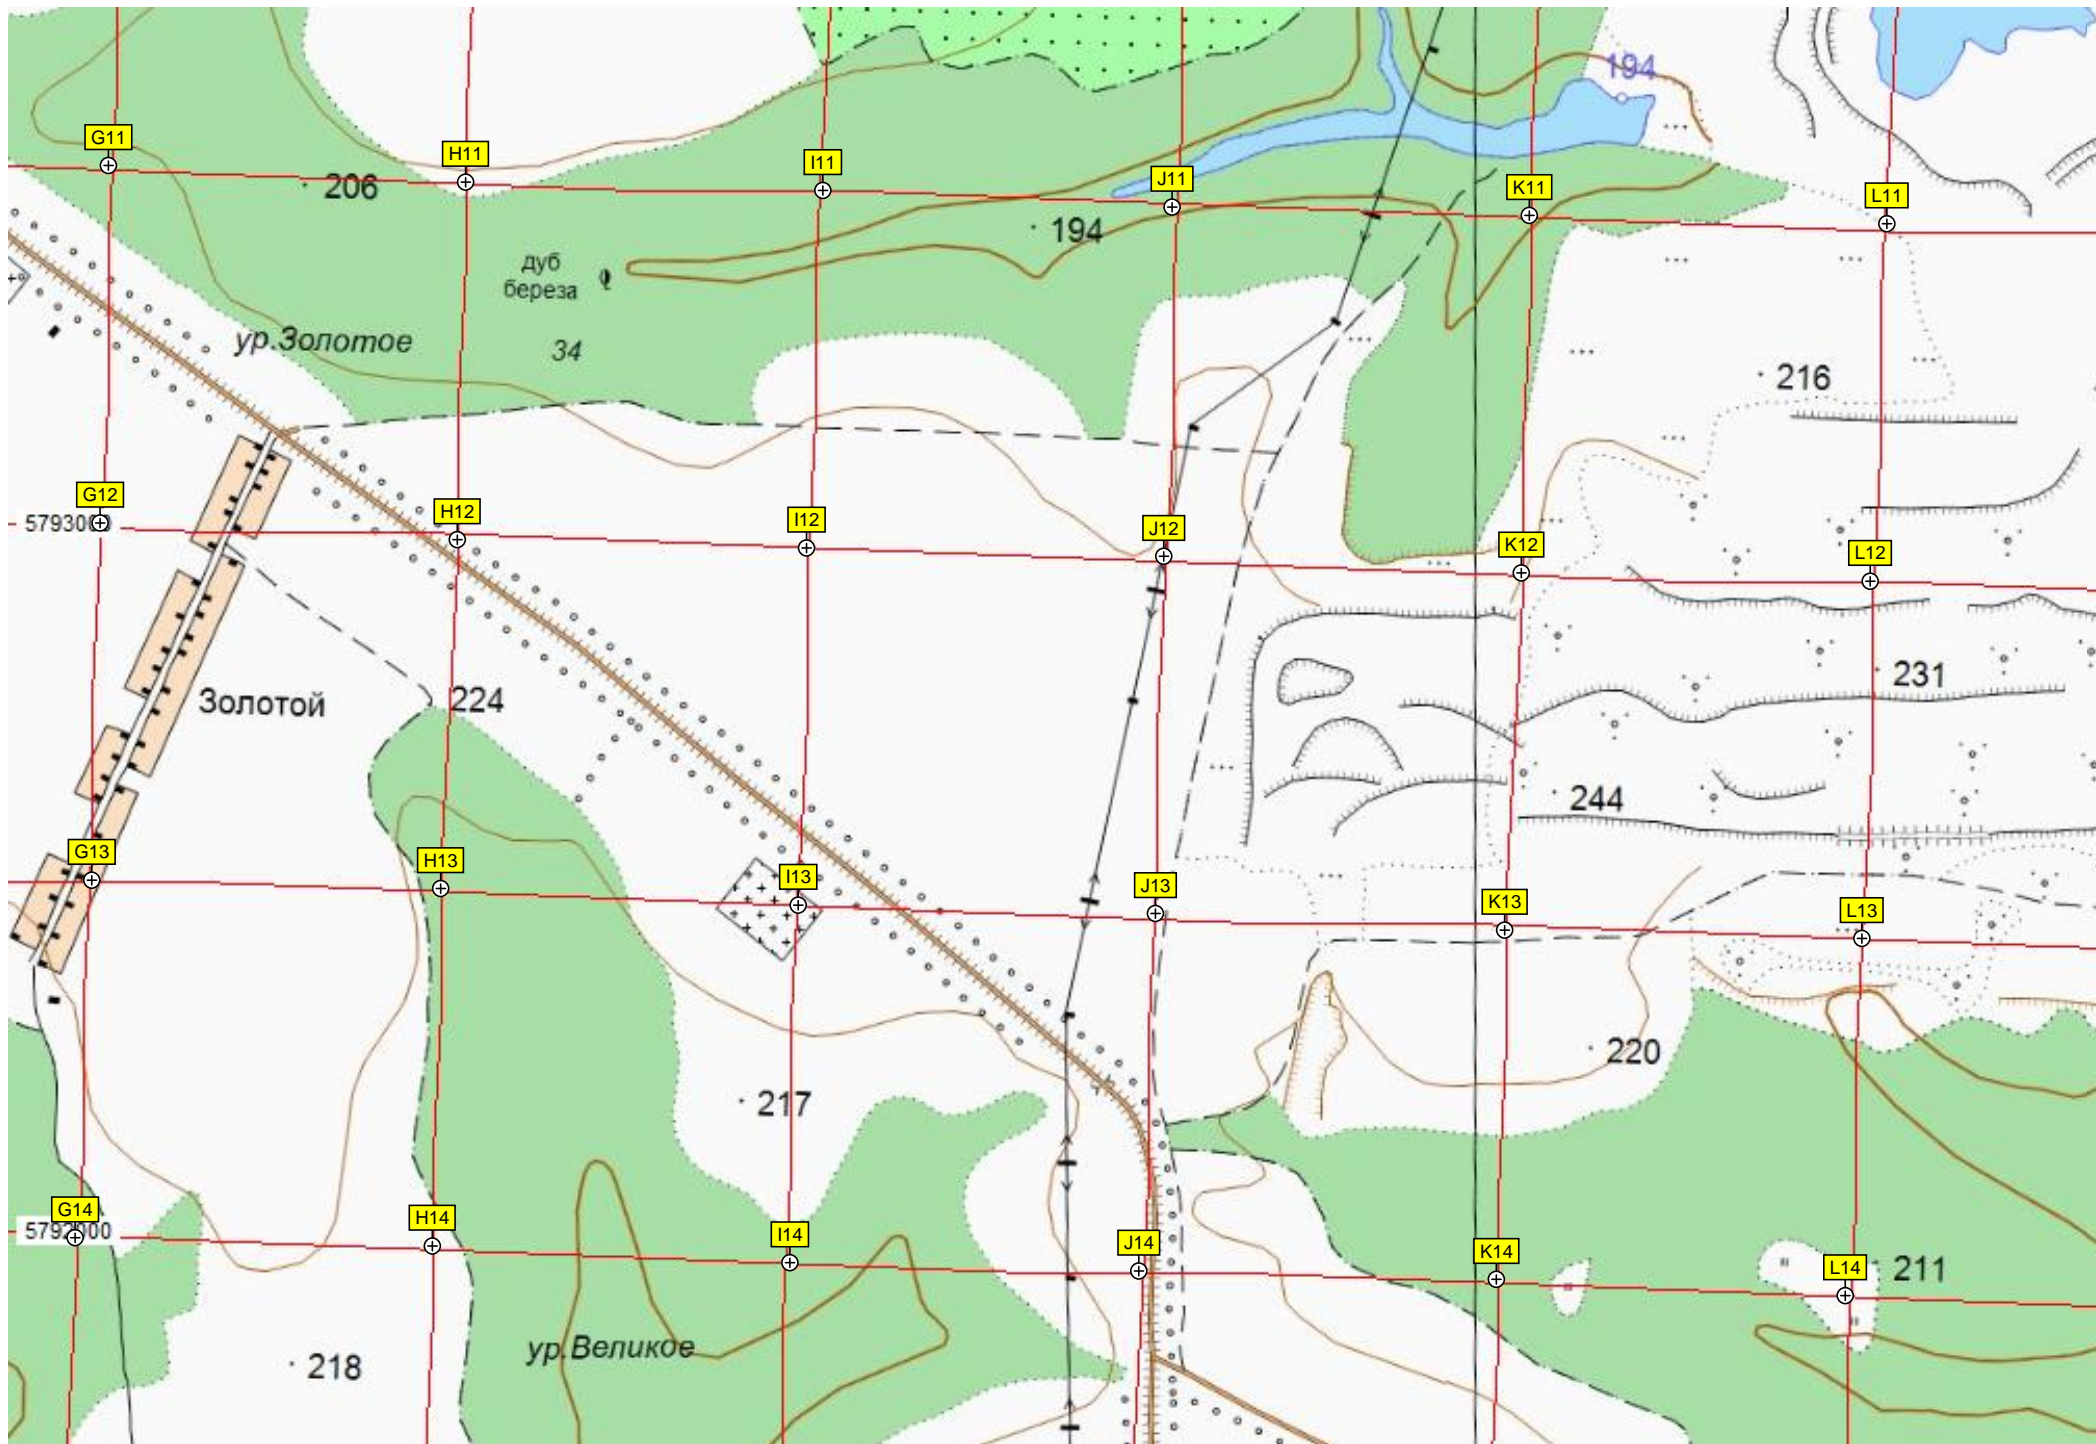 194
G11
H11
I11
J11
K11
L11
206
194
дуб
береза
ур.Золотое
34
216
G12
H12
I12
J12
K12
L12
5793000
231
Золотой
224
244
G13
H13
I13
J13
K13
L13
220
217
G14
H14
I14
J14
K14
L14
5792000
211
ур.Великое
218